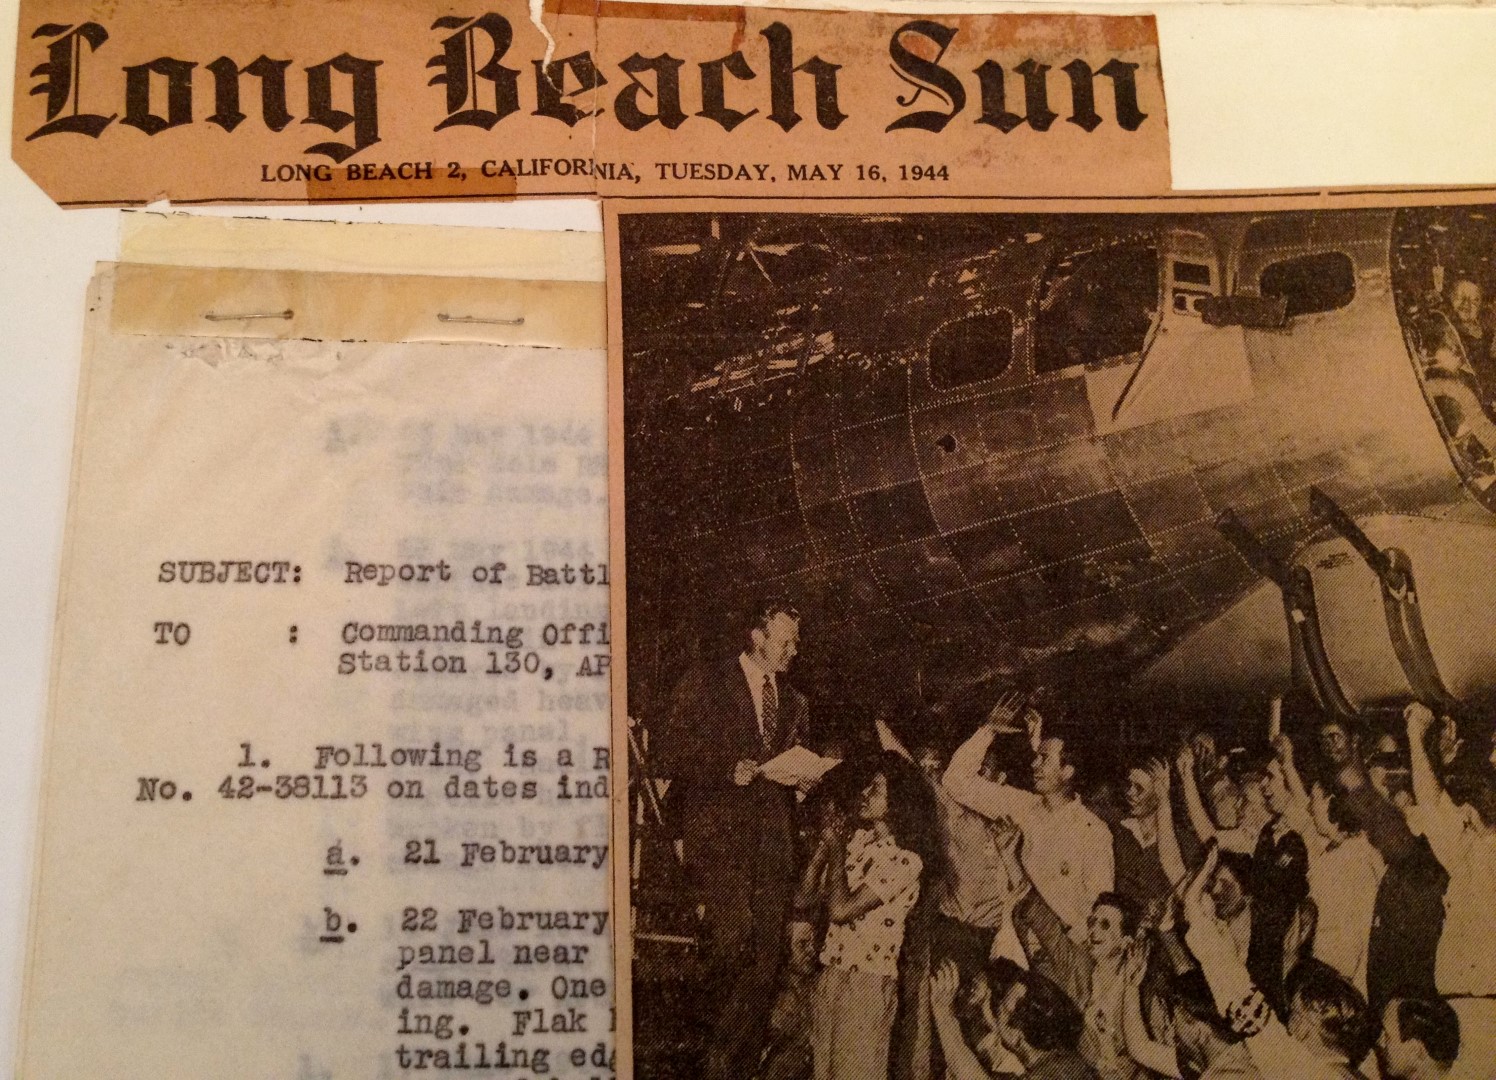 Long Beach Sun
LONG BEACH 2, CALIFORNIA, TUESDAY, MAY 16, 1944
SUBJECT: Report of Battl
TO : Commanding Offi
Station 130, AP
1. Following is a R
No. 42-38113 on dates ind
a. 21 February
b. 22 February
panel near
damage. One
ing. Flak
trailing edg